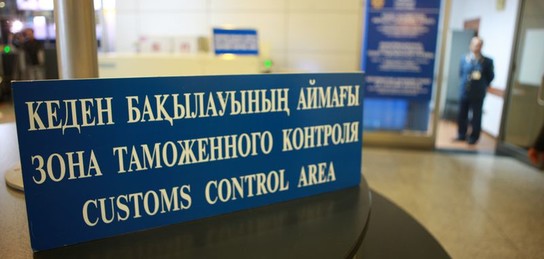 КЕДЕН БАҚЫЛАУЫНЫҢ АЙМАҒЫ
ЗОНА ТАМОЖЕННОГО КОНТРОЛЯ
CUSTOMS CONTROL AREA